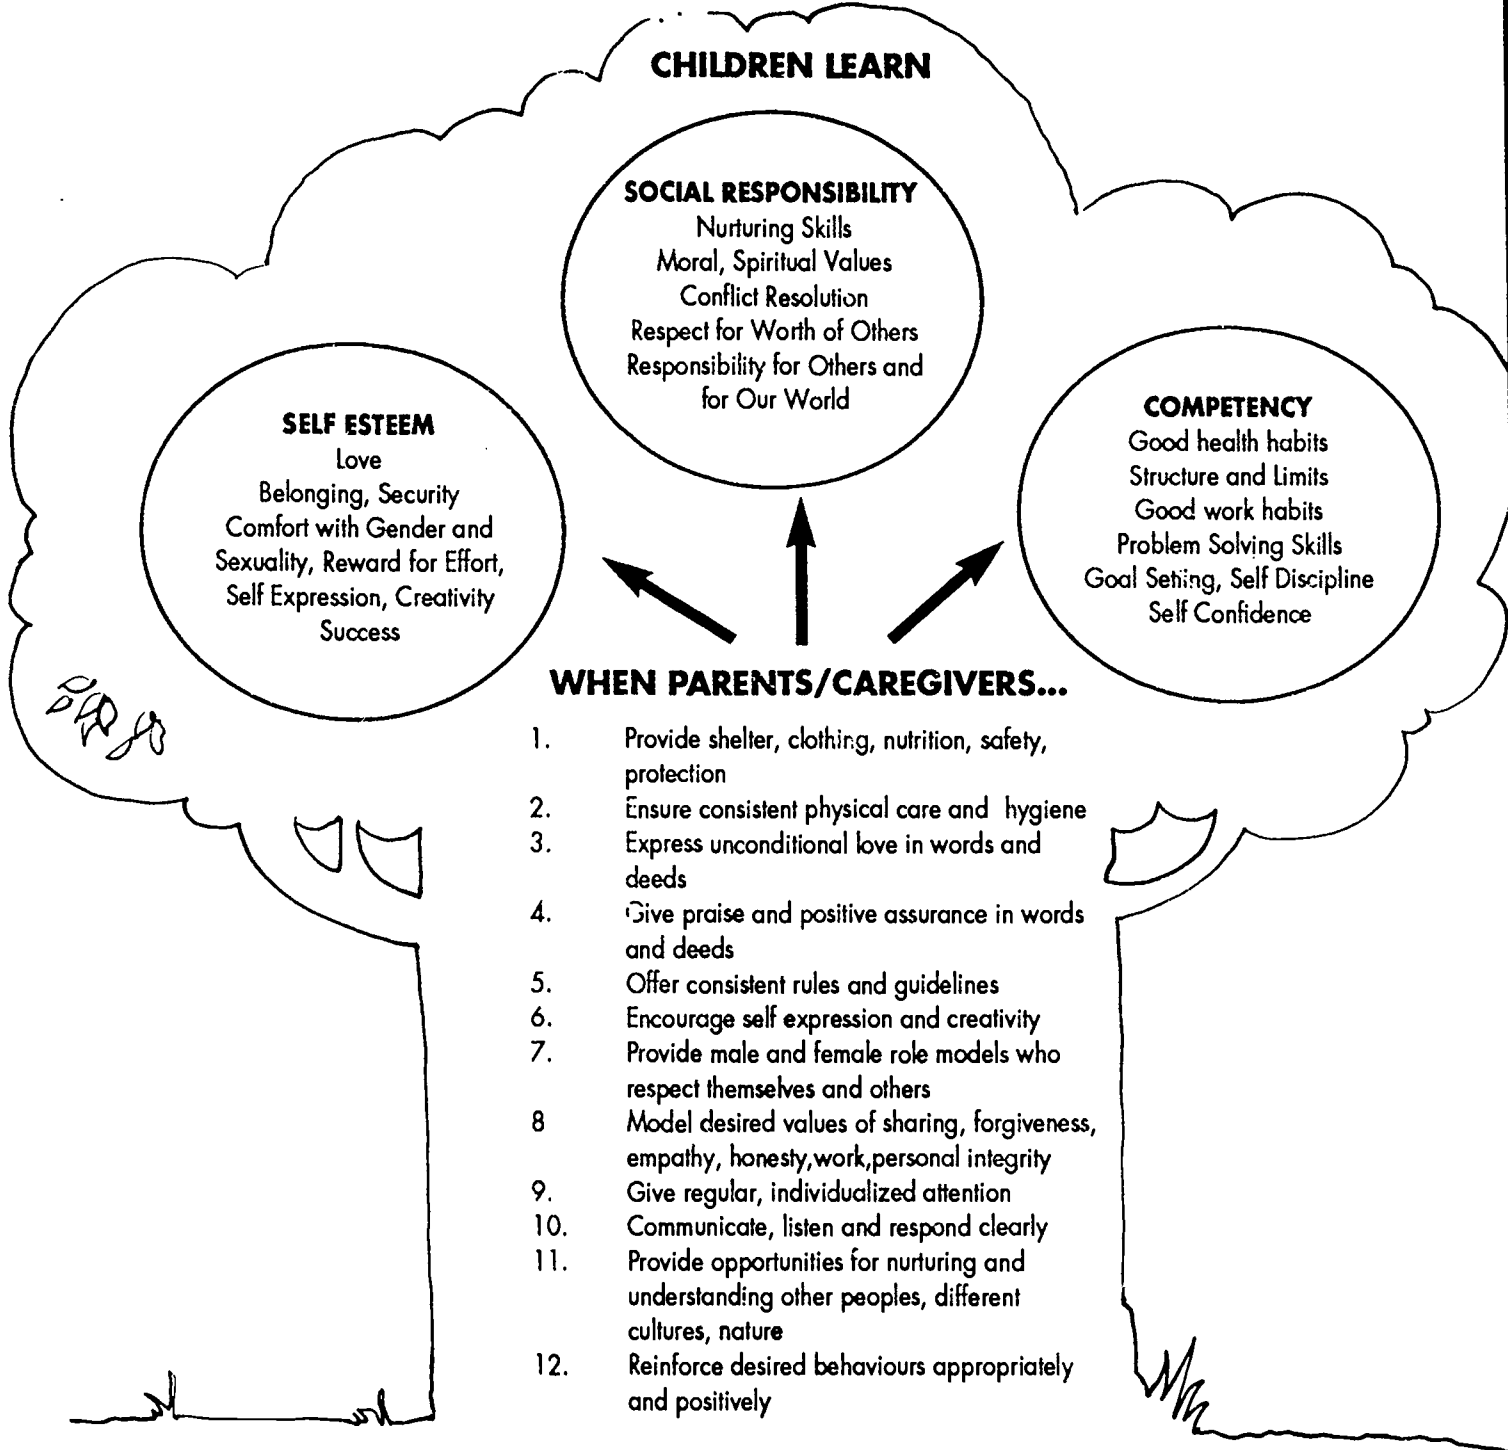 CHILDREN LEARN
SOCIAL RESPONSIBILITY
Nurturing Skills
Moral, Spiritual Values
Conflict Resolution
Respect for Worth of Others
Responsibility for Others and
for Our World
SELF ESTEEM
Love
Belonging, Security
Comfort with Gender and
Sexuality, Reward for Effort,
Self Expression, Creativity
Success
COMPETENCY
Good health habits
Structure and Limits
Good work habits
Problem Solving Skills
Goal Setting, Self Discipline
Self Confidence
WHEN PARENTS/CAREGIVERS...
1. Provide shelter, clothing, nutrition, safety,
protection
2. Ensure consistent physical care and hygiene
3. Express unconditional love in words and
deeds
4. Give praise and positive assurance in words
and deeds
5. Offer consistent rules and guidelines
6. Encourage self expression and creativity
7. Provide male and female role models who
respect themselves and others
8 Model desired values of sharing, forgiveness,
empathy, honesty,work,personal integrity
9. Give regular, individualized attention
10. Communicate, listen and respond clearly
11. Provide opportunities for nurturing and
understanding other peoples, different
cultures, nature
12. Reinforce desired behaviours appropriately
and positively